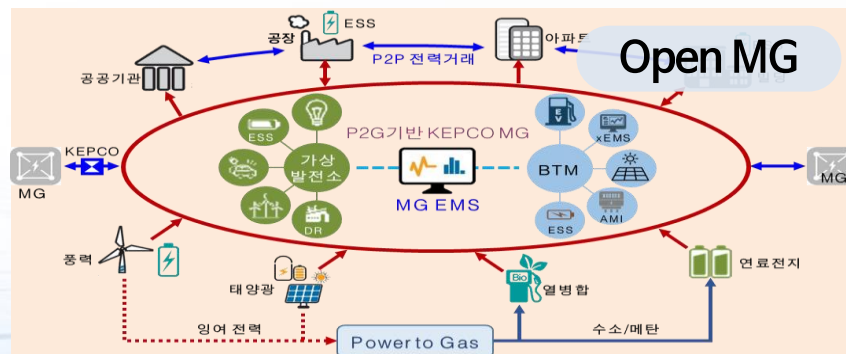 ESS
공장
아파트
Open MG
공공기관
P2P 전력거래
KEPCO
MG
ESS
P2G기반 KEPCO MG
EV
xEMS
가상
발전소
BTM
MG EMS
DR
ESS
AMI
MG
풍력
태양광
Bio
열병합
연료전지
잉여 전력
Power to Gas
수소/메탄